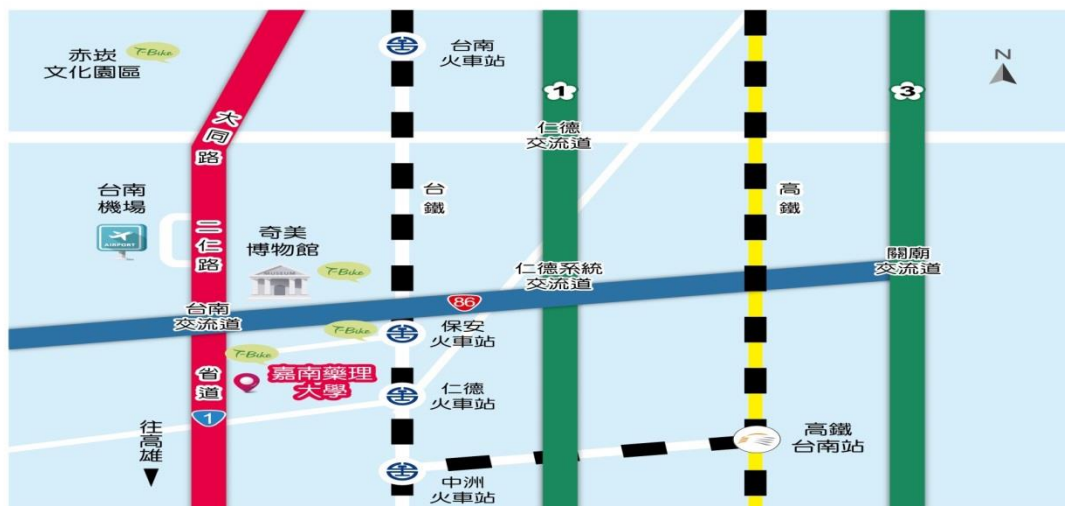 赤崁
文化園區
T-Bike
台南
火車站
N
1
3
大同路
仁德
交流道
台鐵
高鐵
台南
機場
AIRPORT
二仁路
奇美
博物館
MUSEUM
T-Bike
仁德系統
交流道
關廟
交流道
86
台南
交流道
T-Bike
保安
火車站
T-Bike
省道
嘉南藥理
大學
仁德
火車站
1
往高雄
高鐵
台南站
中洲
火車站